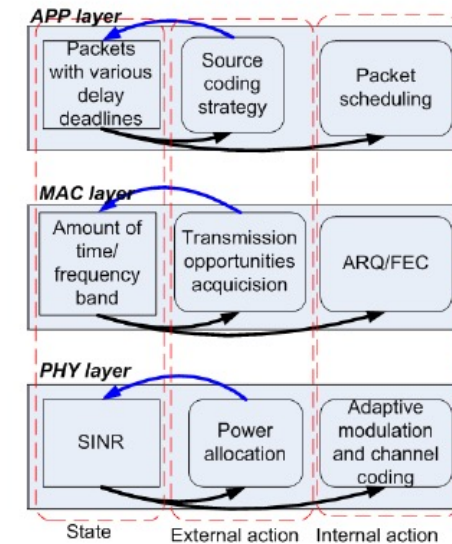 APP layer
Packets
with various
delay
deadlines
Source
coding
strategy
Packet
scheduling
MAC layer
Amount of
time/
frequency
band
Transmission
opportunities
acquicision
ARQ/FEC
PHY layer
SINR
Power
allocation
Adaptive
modulation
and channel
coding
State
External action
Internal action